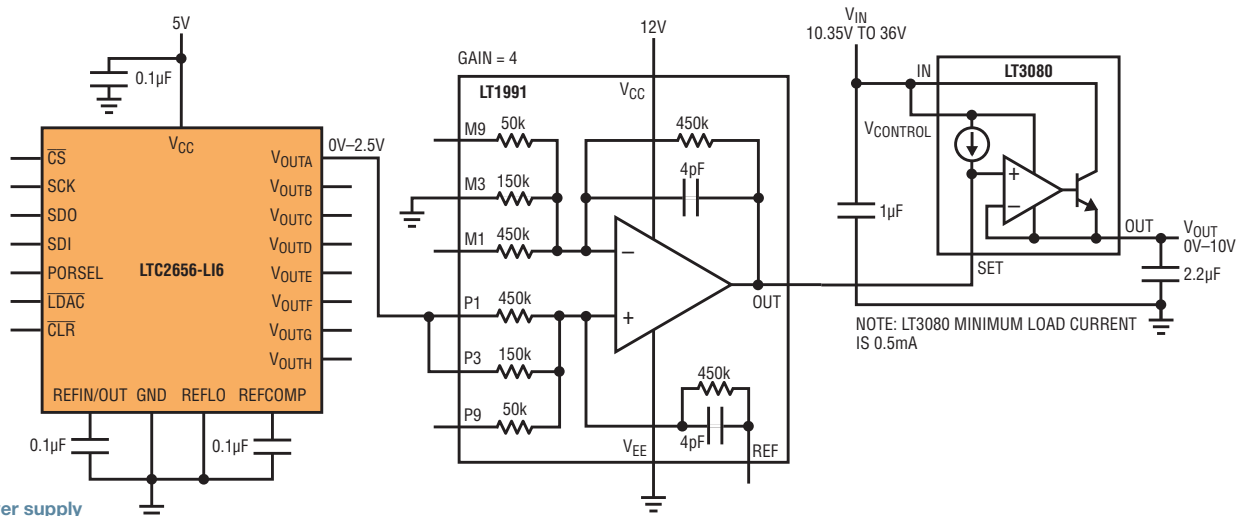 5V
0.1µF
VCC
CS
SCK
SDO
SDI
PORSEL
LDAC
CLR
LTC2656-LI6
VOUTA
VOUTB
VOUTC
VOUTD
VOUTE
VOUTF
VOUTG
VOUTH
REFIN/OUT GND REFLO REFCOMP
0.1µF
0.1µF
0V–2.5V
12V
GAIN = 4
LT1991
VCC
M9 50k
M3 150k
M1 450k
450k
4pF
–
+
OUT
P1 450k
P3 150k
P9 50k
450k
4pF
VEE
REF
VIN
10.35V TO 36V
IN
LT3080
VCONTROL
+
–
1µF
OUT
VOUT
0V–10V
SET
2.2µF
NOTE: LT3080 MINIMUM LOAD CURRENT
IS 0.5mA
er supply